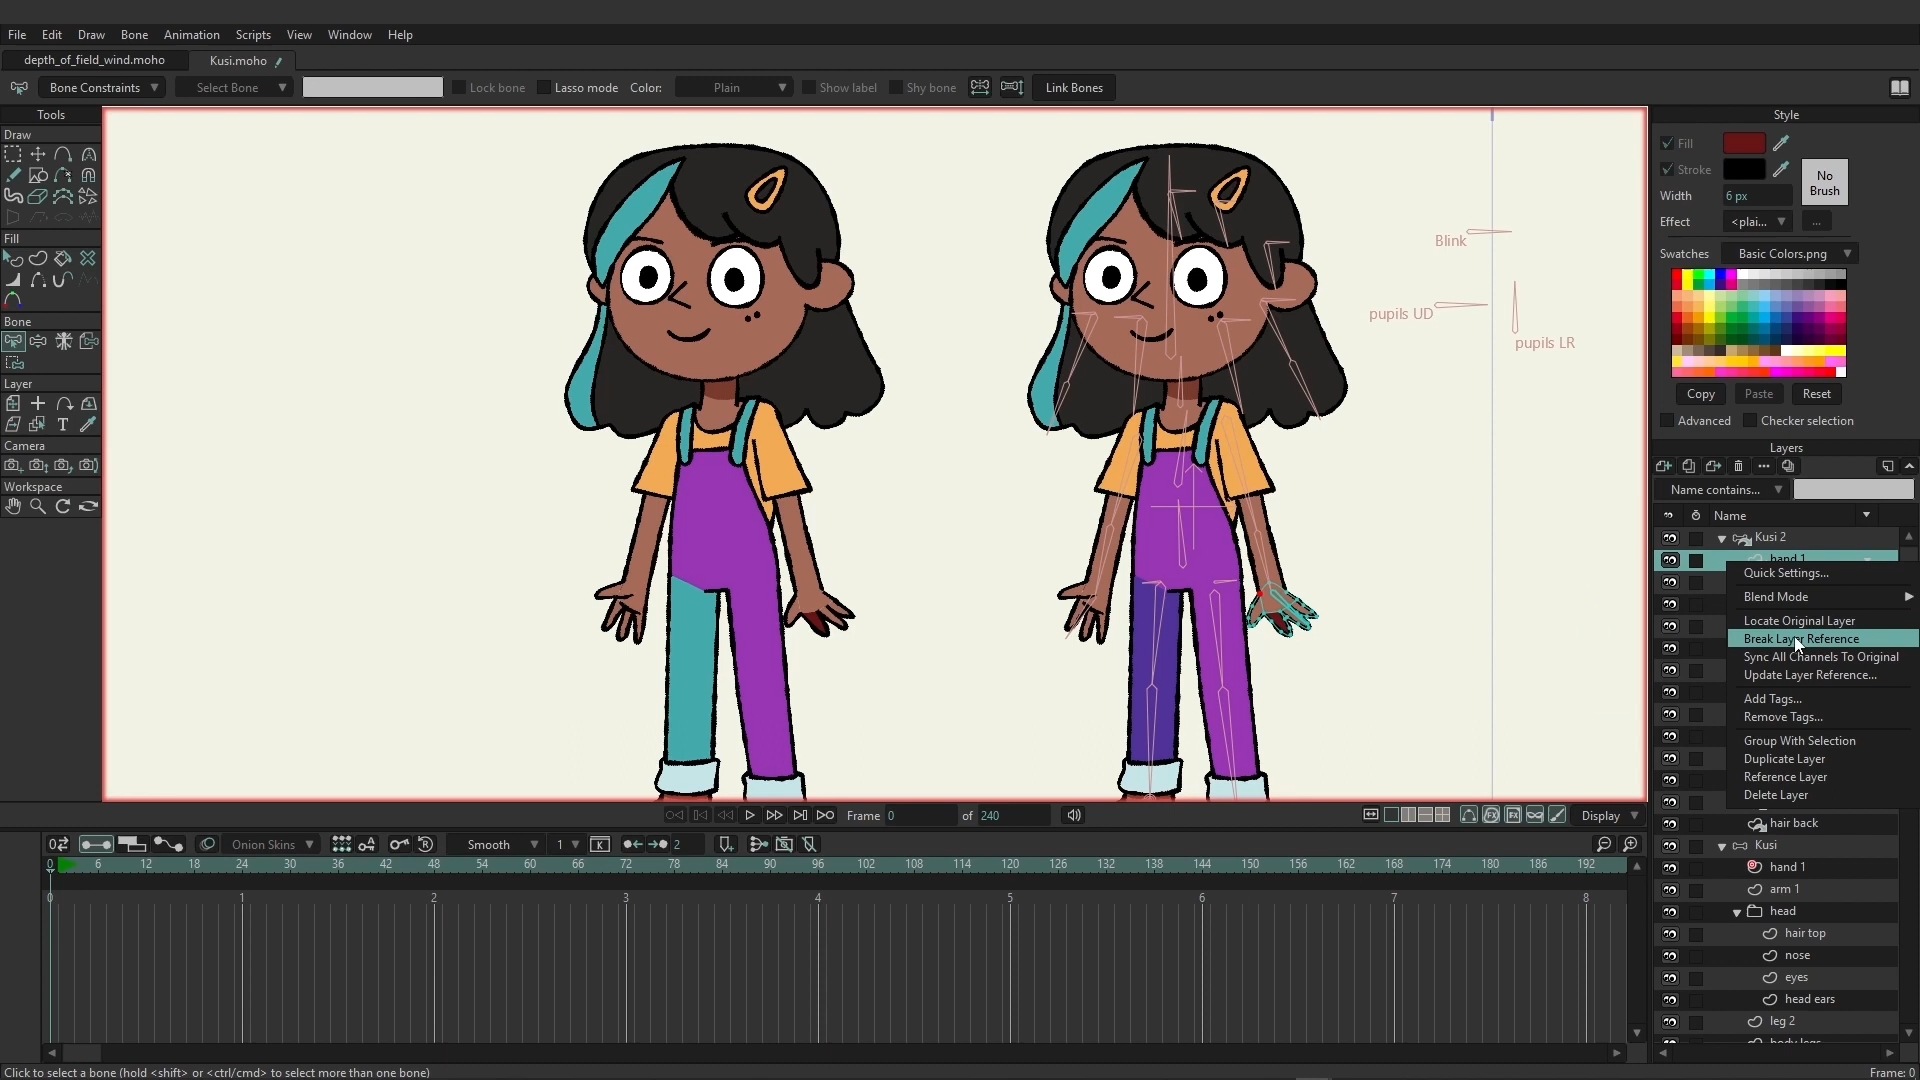 File Edit Draw Bone Animation Scripts View Window Help
depth_of_field_wind.moho Kusi.moho
Bone Constraints Select Bone Lock bone Lasso mode Color: Plain Show label Shy bone Link Bones
Tools
Draw
Fill
Bone
Layer
Camera
Workspace
Blink
pupils UD
pupils LR
Style
Fill
Stroke
No Brush
Width 6 px
Effect <plai... ...
Swatches Basic Colors.png
Copy Paste Reset
Advanced Checker selection
Layers
Name contains...
Name
Kusi 2
hand 1
Quick Settings...
Blend Mode
Locate Original Layer
Break Layer Reference
Sync All Channels To Original
Update Layer Reference...
Add Tags...
Remove Tags...
Group With Selection
Duplicate Layer
Reference Layer
Delete Layer
hair back
Kusi
hand 1
arm 1
head
hair top
nose
eyes
head ears
leg 2
body legs
Frame 0 of 240 Display
Onion Skins Smooth 1 2
0 6 12 18 24 30 36 42 48 54 60 66 72 78 84 90 96 102 108 114 120 126 132 138 144 150 156 162 168 174 180 186 192
0 1 2 3 4 5 6 7 8
Click to select a bone (hold <shift> or <ctrl/cmd> to select more than one bone) Frame: 0